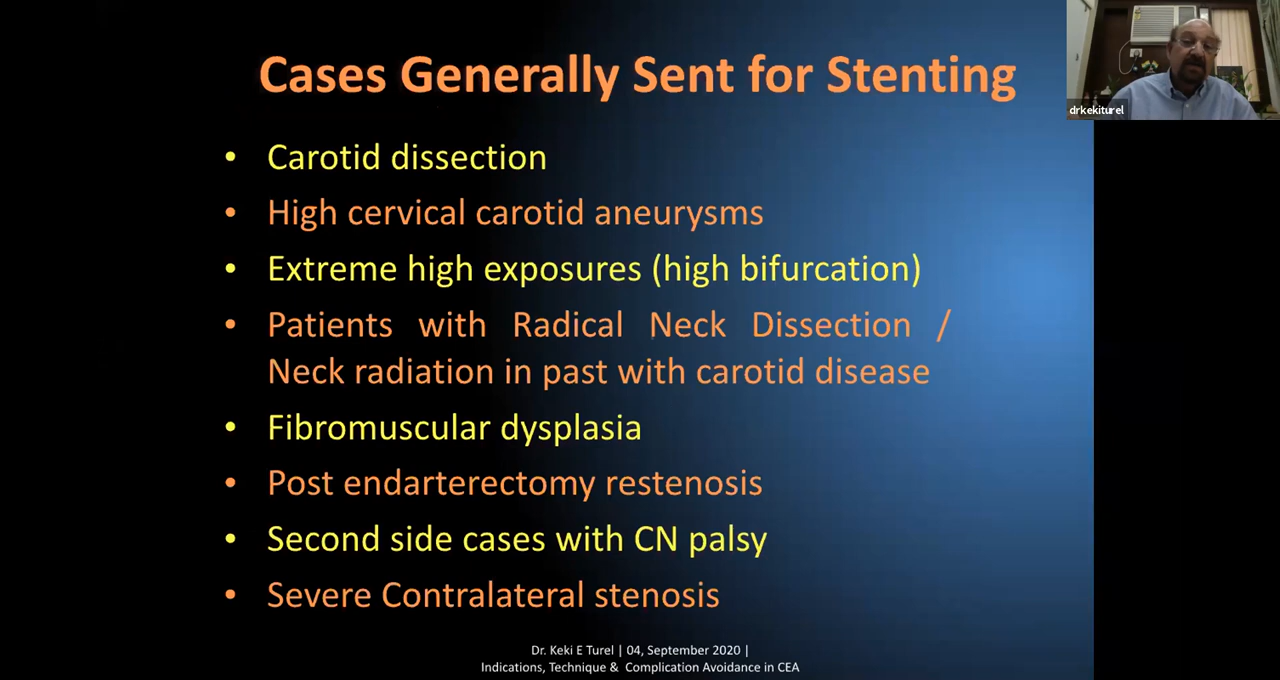 Cases Generally Sent for Stenting
drkekiturel
• Carotid dissection
• High cervical carotid aneurysms
• Extreme high exposures (high bifurcation)
• Patients with Radical Neck Dissection /
Neck radiation in past with carotid disease
• Fibromuscular dysplasia
• Post endarterectomy restenosis
• Second side cases with CN palsy
• Severe Contralateral stenosis
Dr. Keki E Turel | 04, September 2020 |
Indications, Technique & Complication Avoidance in CEA